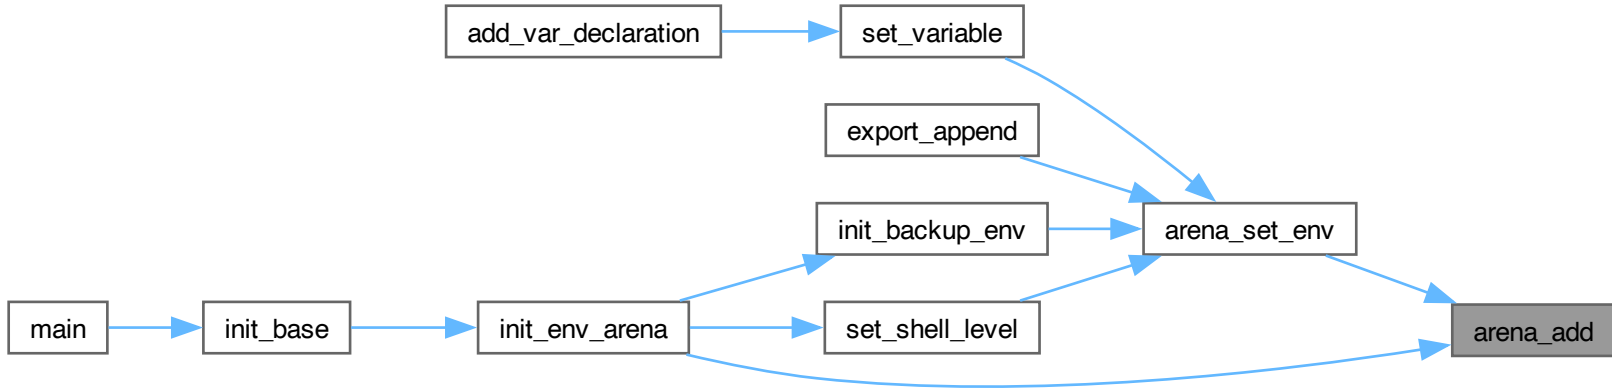 add_var_declaration
set_variable
export_append
init_backup_env
arena_set_env
main
init_base
init_env_arena
set_shell_level
arena_add